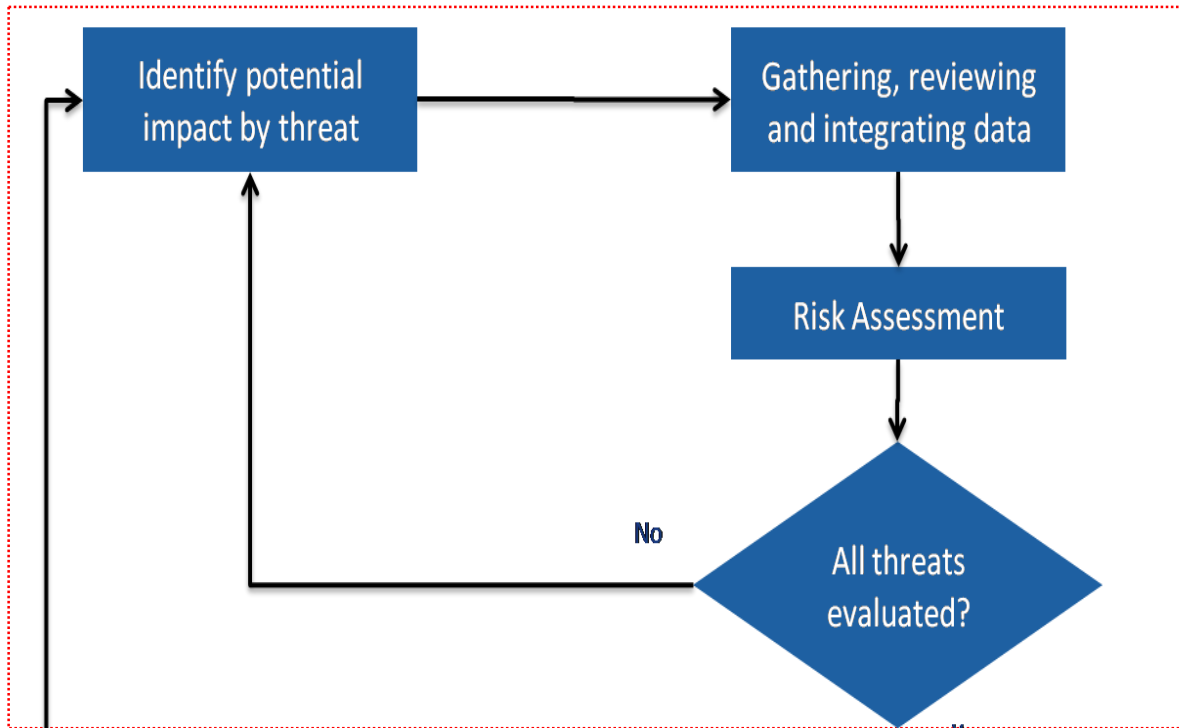 Identify potential
impact by threat
Gathering, reviewing
and integrating data
Risk Assessment
No
All threats
evaluated?